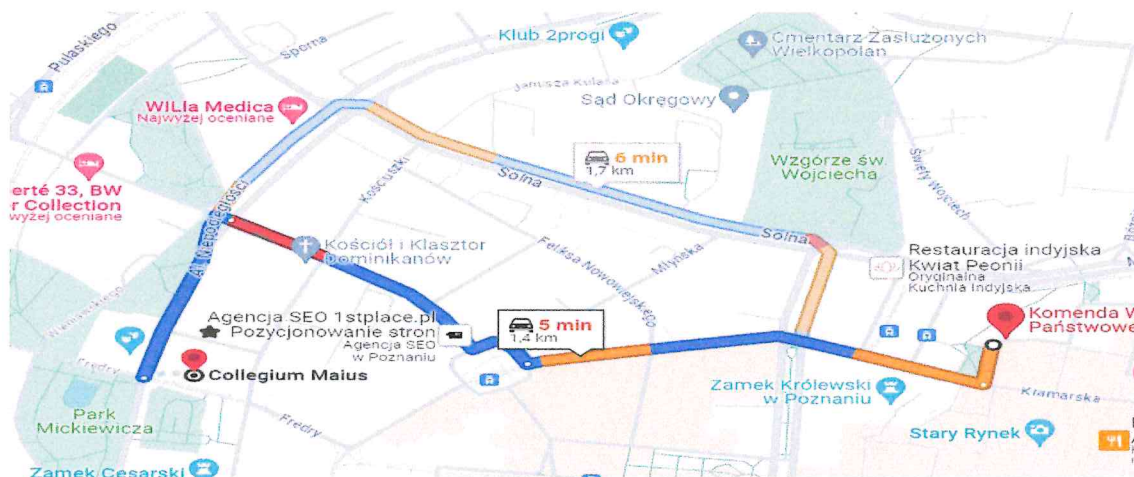 Pułaskiego
Sporna
Klub 2progi
Cmentarz Zasłużonych
Wielkopolan
Janusza Kulasa
Sąd Okręgowy
WILla Medica
Najwyżej oceniane
6 min
1,7 km
Wzgórze św.
Wojciecha
Święty Wojciech
erté 33, BW
r Collection
wyżej oceniane
Al. Niepodległości
Kościuszki
Solna
Solna
Kościół i Klasztor
Dominikanów
Feliksa Nowowiejskiego
Młyńska
Restauracja indyjska
Kwiat Peonii
Oryginalna
Kuchnia Indyjska
Wieniawskiego
Agencja SEO 1stplace.pl
Pozycjonowanie stron
Agencja SEO
w Poznaniu
5 min
1,4 km
Komenda W
Państwowe
Fredry
Collegium Maius
Zamek Królewski
w Poznaniu
Kramarska
Park
Mickiewicza
Fredry
Stary Rynek
Zamek Cesarski